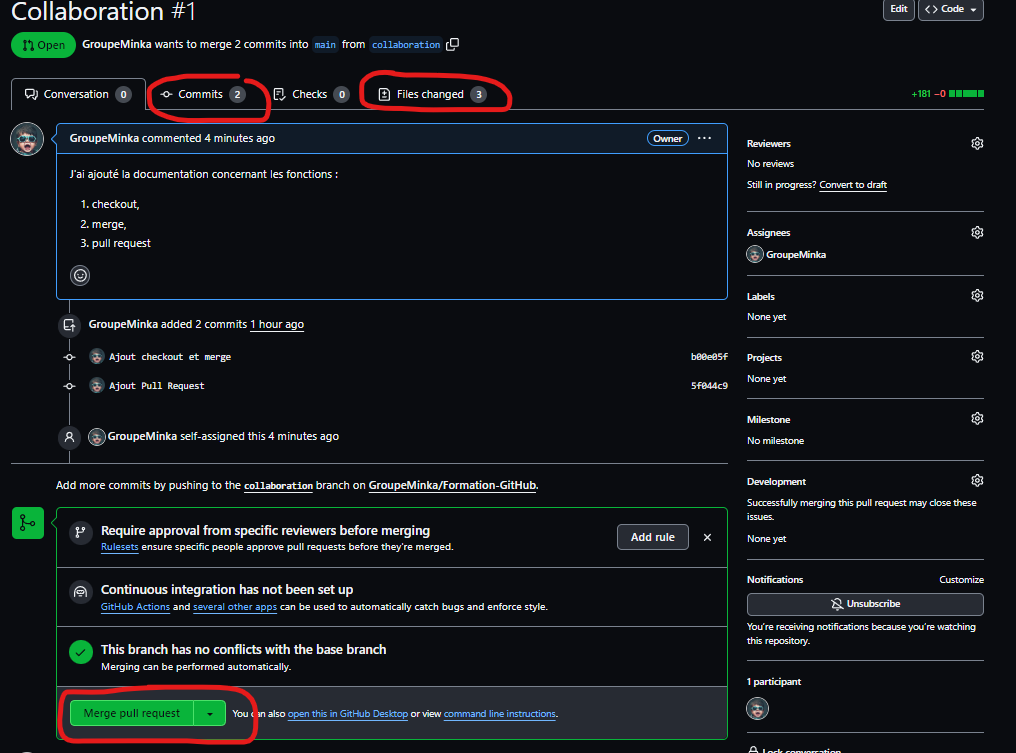 Collaboration #1
Edit
<> Code
Open
GroupeMinka wants to merge 2 commits into main from collaboration
Conversation 0
Commits 2
Checks 0
Files changed 3
+181 −0
GroupeMinka commented 4 minutes ago
Owner
J'ai ajouté la documentation concernant les fonctions :
1. checkout,
2. merge,
3. pull request
GroupeMinka added 2 commits 1 hour ago
Ajout checkout et merge b00e05f
Ajout Pull Request 5f044c9
GroupeMinka self-assigned this 4 minutes ago
Add more commits by pushing to the collaboration branch on GroupeMinka/Formation-GitHub.
Require approval from specific reviewers before merging
Rulesets ensure specific people approve pull requests before they're merged.
Add rule
Continuous integration has not been set up
GitHub Actions and several other apps can be used to automatically catch bugs and enforce style.
This branch has no conflicts with the base branch
Merging can be performed automatically.
Merge pull request
You can also open this in GitHub Desktop or view command line instructions.
Reviewers
No reviews
Still in progress? Convert to draft
Assignees
GroupeMinka
Labels
None yet
Projects
None yet
Milestone
No milestone
Development
Successfully merging this pull request may close these
issues.
None yet
Notifications
Customize
Unsubscribe
You're receiving notifications because you're watching
this repository.
1 participant
Lock conversation